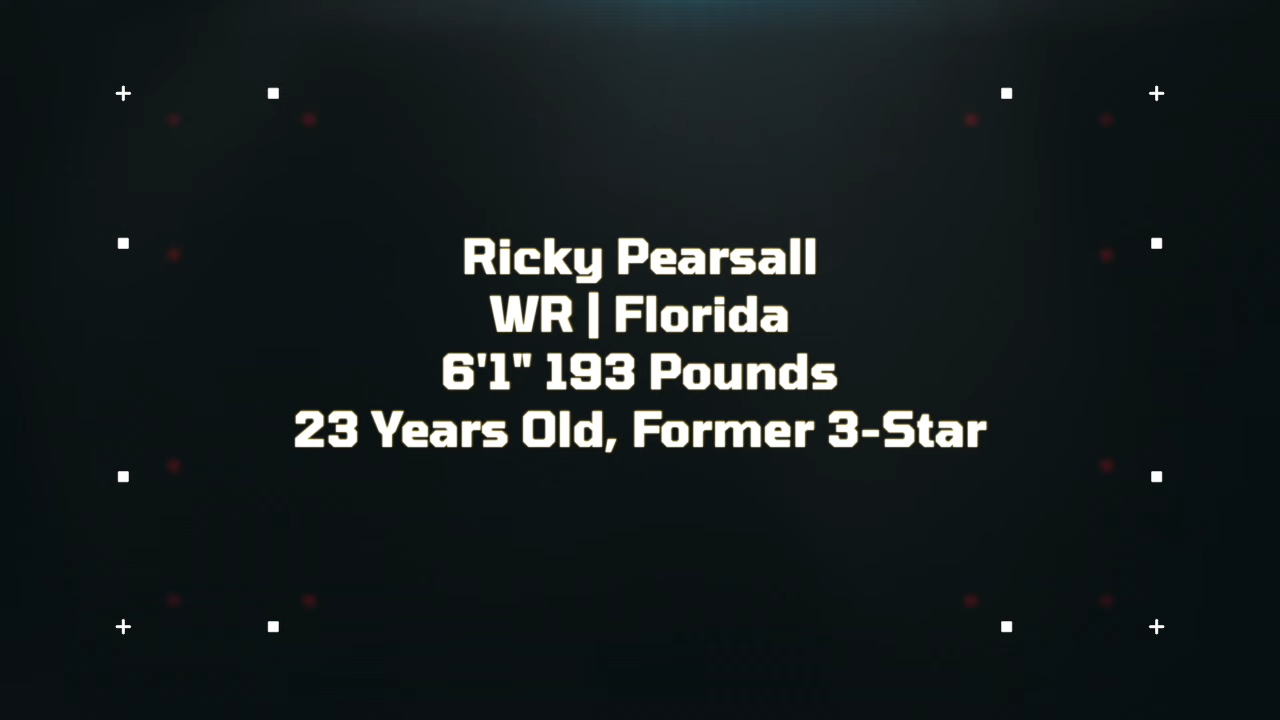 Ricky Pearsall
WR | Florida
6'1" 193 Pounds
23 Years Old, Former 3-Star